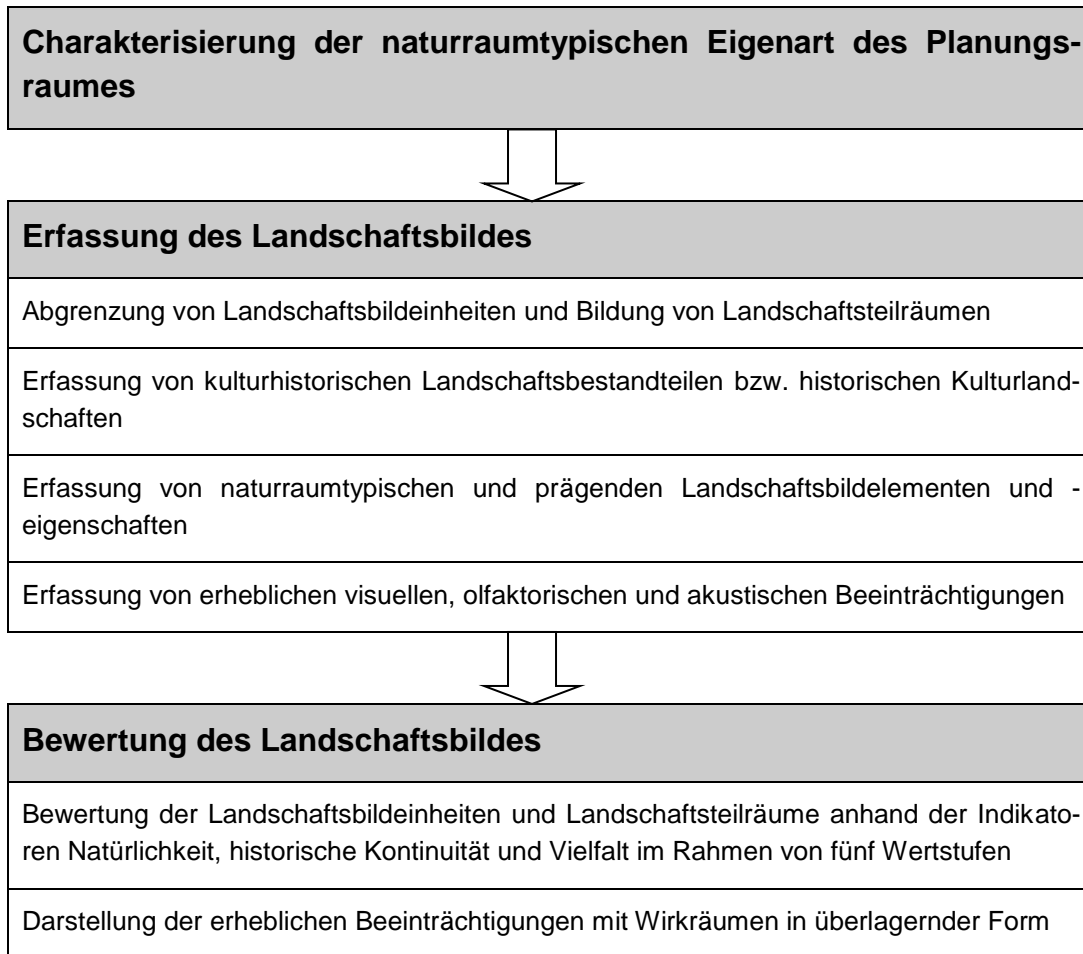 Charakterisierung der naturraumtypischen Eigenart des Planungs-
raumes
Erfassung des Landschaftsbildes
Abgrenzung von Landschaftsbildeinheiten und Bildung von Landschaftsteilräumen
Erfassung von kulturhistorischen Landschaftsbestandteilen bzw. historischen Kulturland-
schaften
Erfassung von naturraumtypischen und prägenden Landschaftsbildelementen und -
eigenschaften
Erfassung von erheblichen visuellen, olfaktorischen und akustischen Beeinträchtigungen
Bewertung des Landschaftsbildes
Bewertung der Landschaftsbildeinheiten und Landschaftsteilräume anhand der Indikato-
ren Natürlichkeit, historische Kontinuität und Vielfalt im Rahmen von fünf Wertstufen
Darstellung der erheblichen Beeinträchtigungen mit Wirkräumen in überlagernder Form